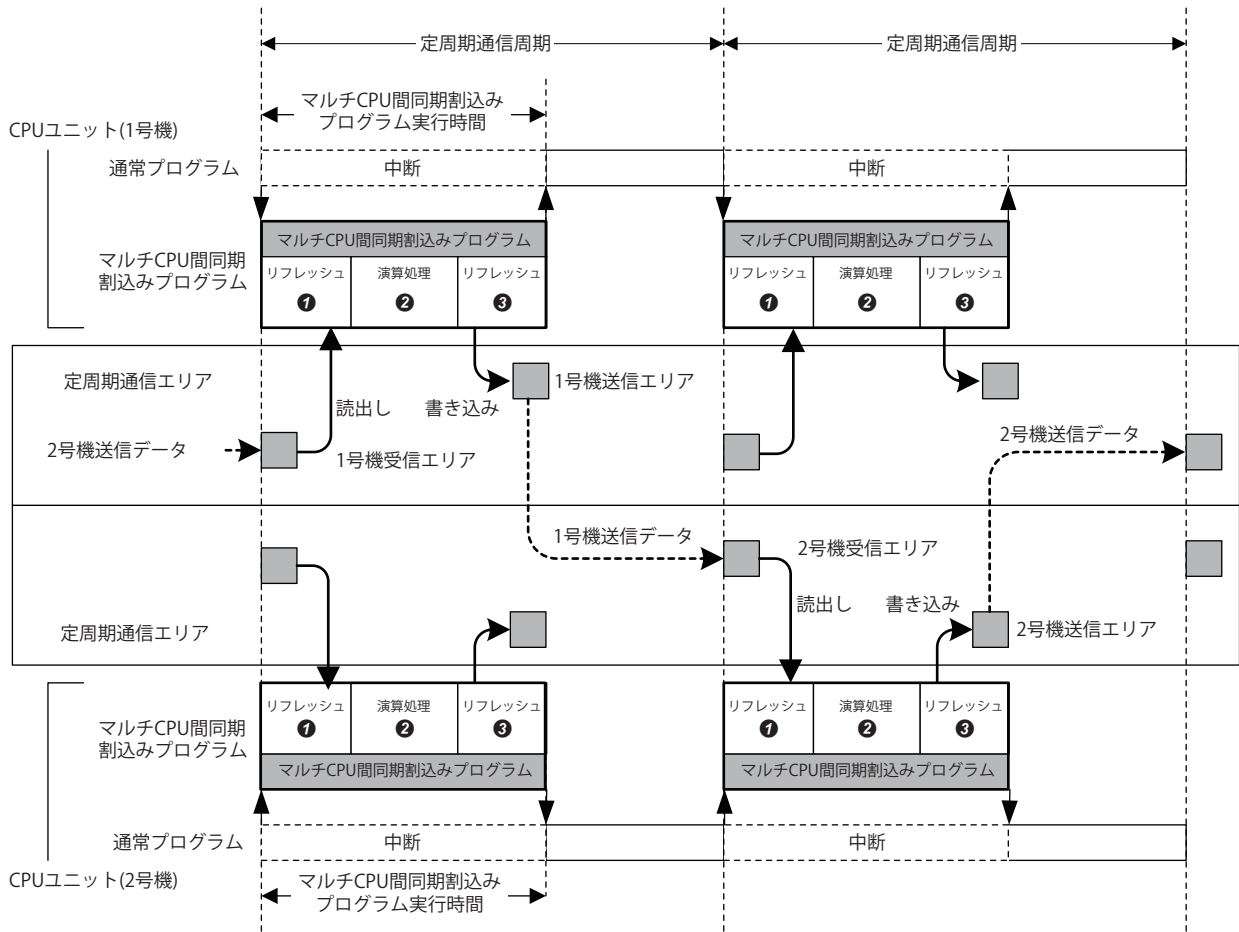 定周期通信周期
定周期通信周期
マルチCPU間同期割込み
プログラム実行時間
CPUユニット(1号機)
通常プログラム
中断
中断
マルチCPU間同期
割込みプログラム
マルチCPU間同期割込みプログラム
リフレッシュ
演算処理
リフレッシュ
❶
❷
❸
マルチCPU間同期割込みプログラム
リフレッシュ
演算処理
リフレッシュ
❶
❷
❸
定周期通信エリア
1号機送信エリア
読出し
書き込み
2号機送信データ
1号機受信エリア
2号機送信データ
1号機送信データ
2号機受信エリア
読出し
書き込み
定周期通信エリア
2号機送信エリア
マルチCPU間同期
割込みプログラム
リフレッシュ
演算処理
リフレッシュ
❶
❷
❸
マルチCPU間同期割込みプログラム
リフレッシュ
演算処理
リフレッシュ
❶
❷
❸
マルチCPU間同期割込みプログラム
通常プログラム
中断
中断
CPUユニット(2号機)
マルチCPU間同期割込み
プログラム実行時間